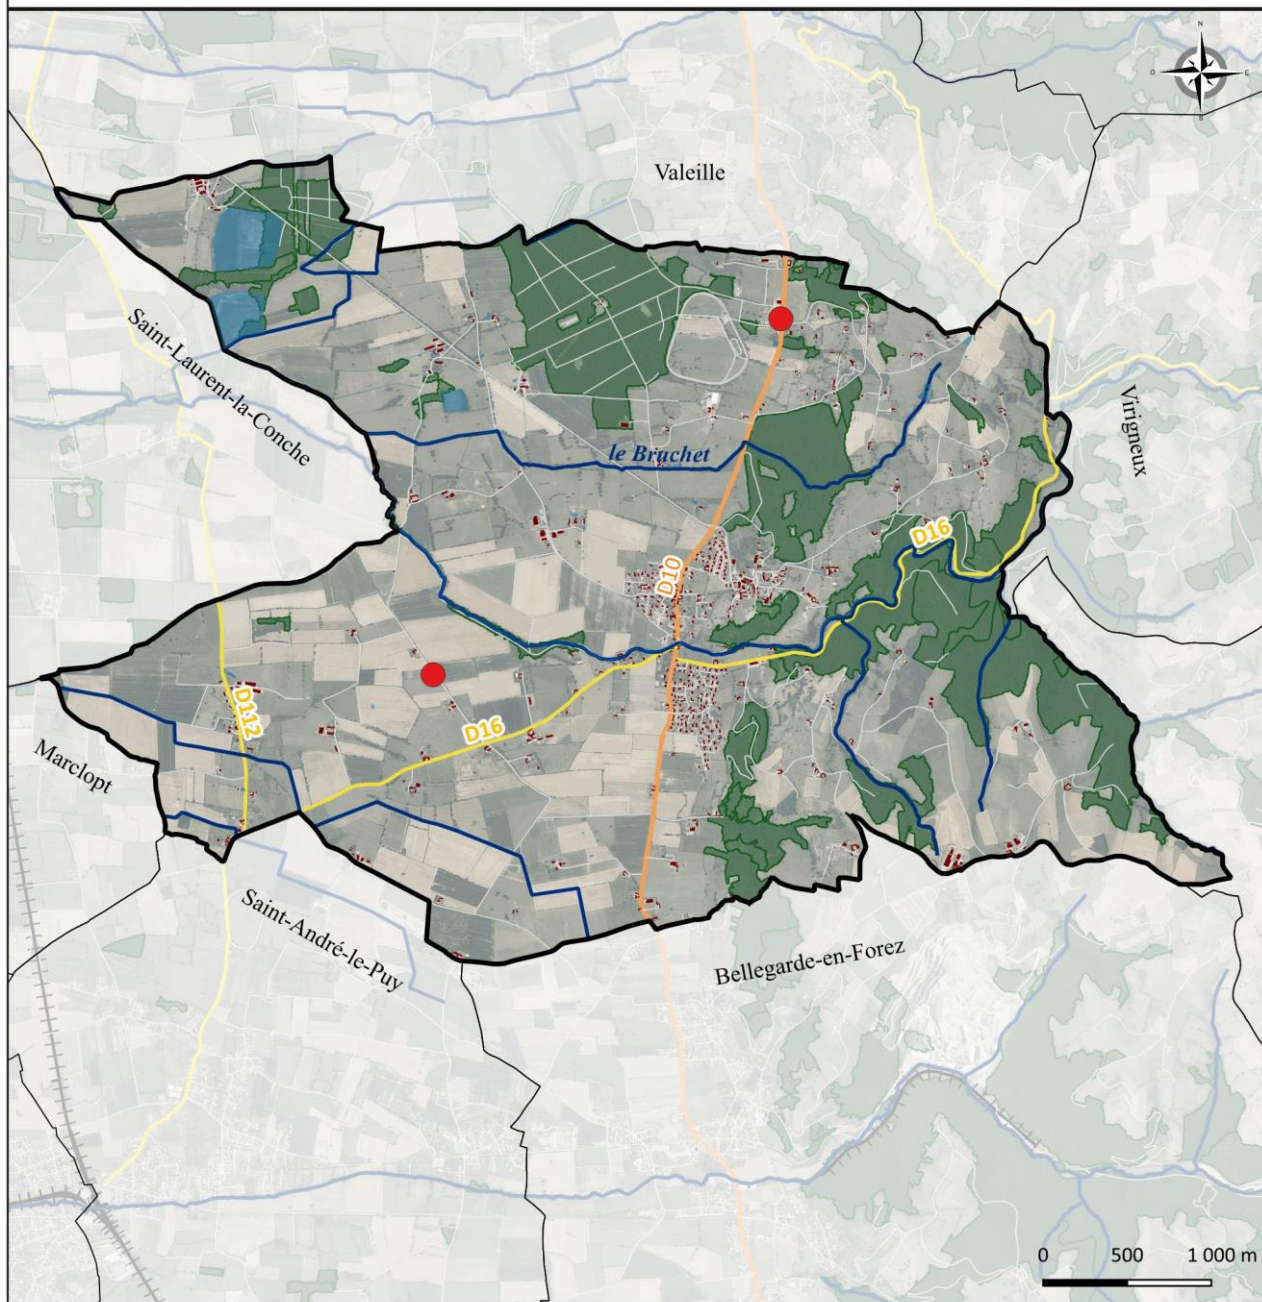 N
O
E
S
Valeille
Saint-Laurent-la-Conche
Virigneux
le Bruchet
D16
D10
D112
D16
Marclopt
Saint-André-le-Puy
Bellegarde-en-Forez
0 500 1 000 m